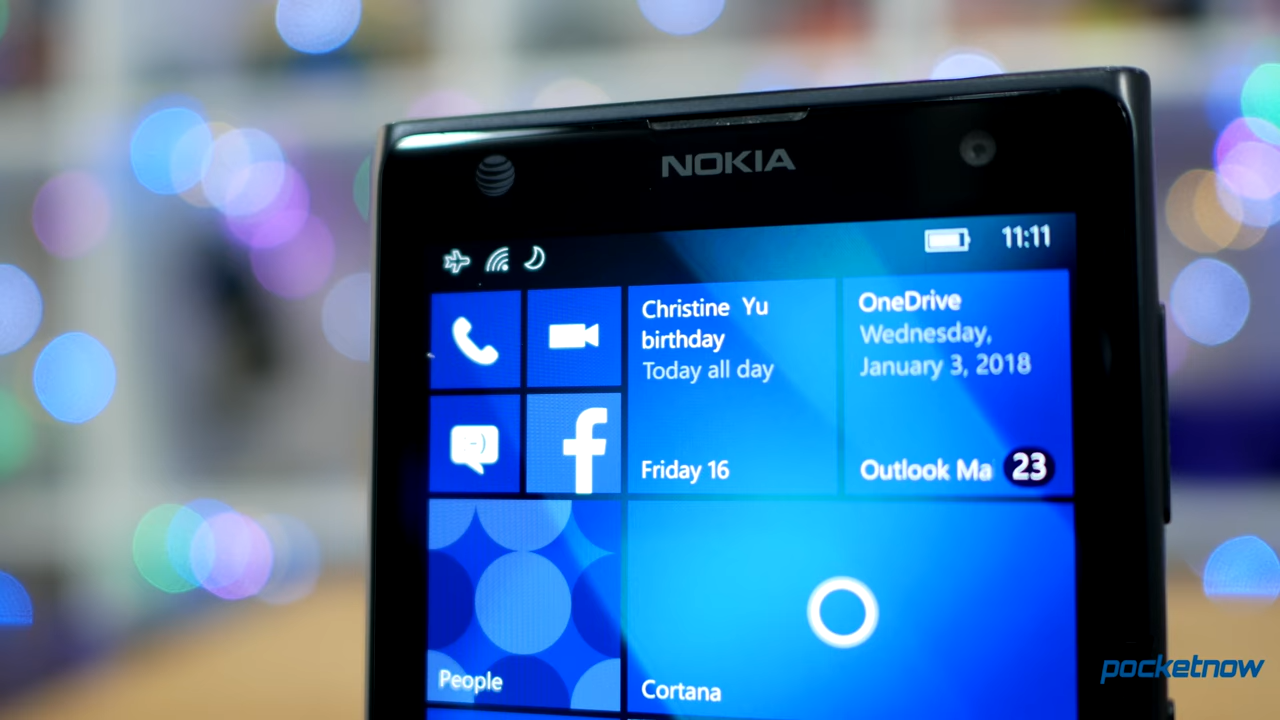 NOKIA
11:11
Christine Yu
birthday
Today all day
Friday 16
OneDrive
Wednesday,
January 3, 2018
Outlook Ma 23
People
Cortana
pocketnow